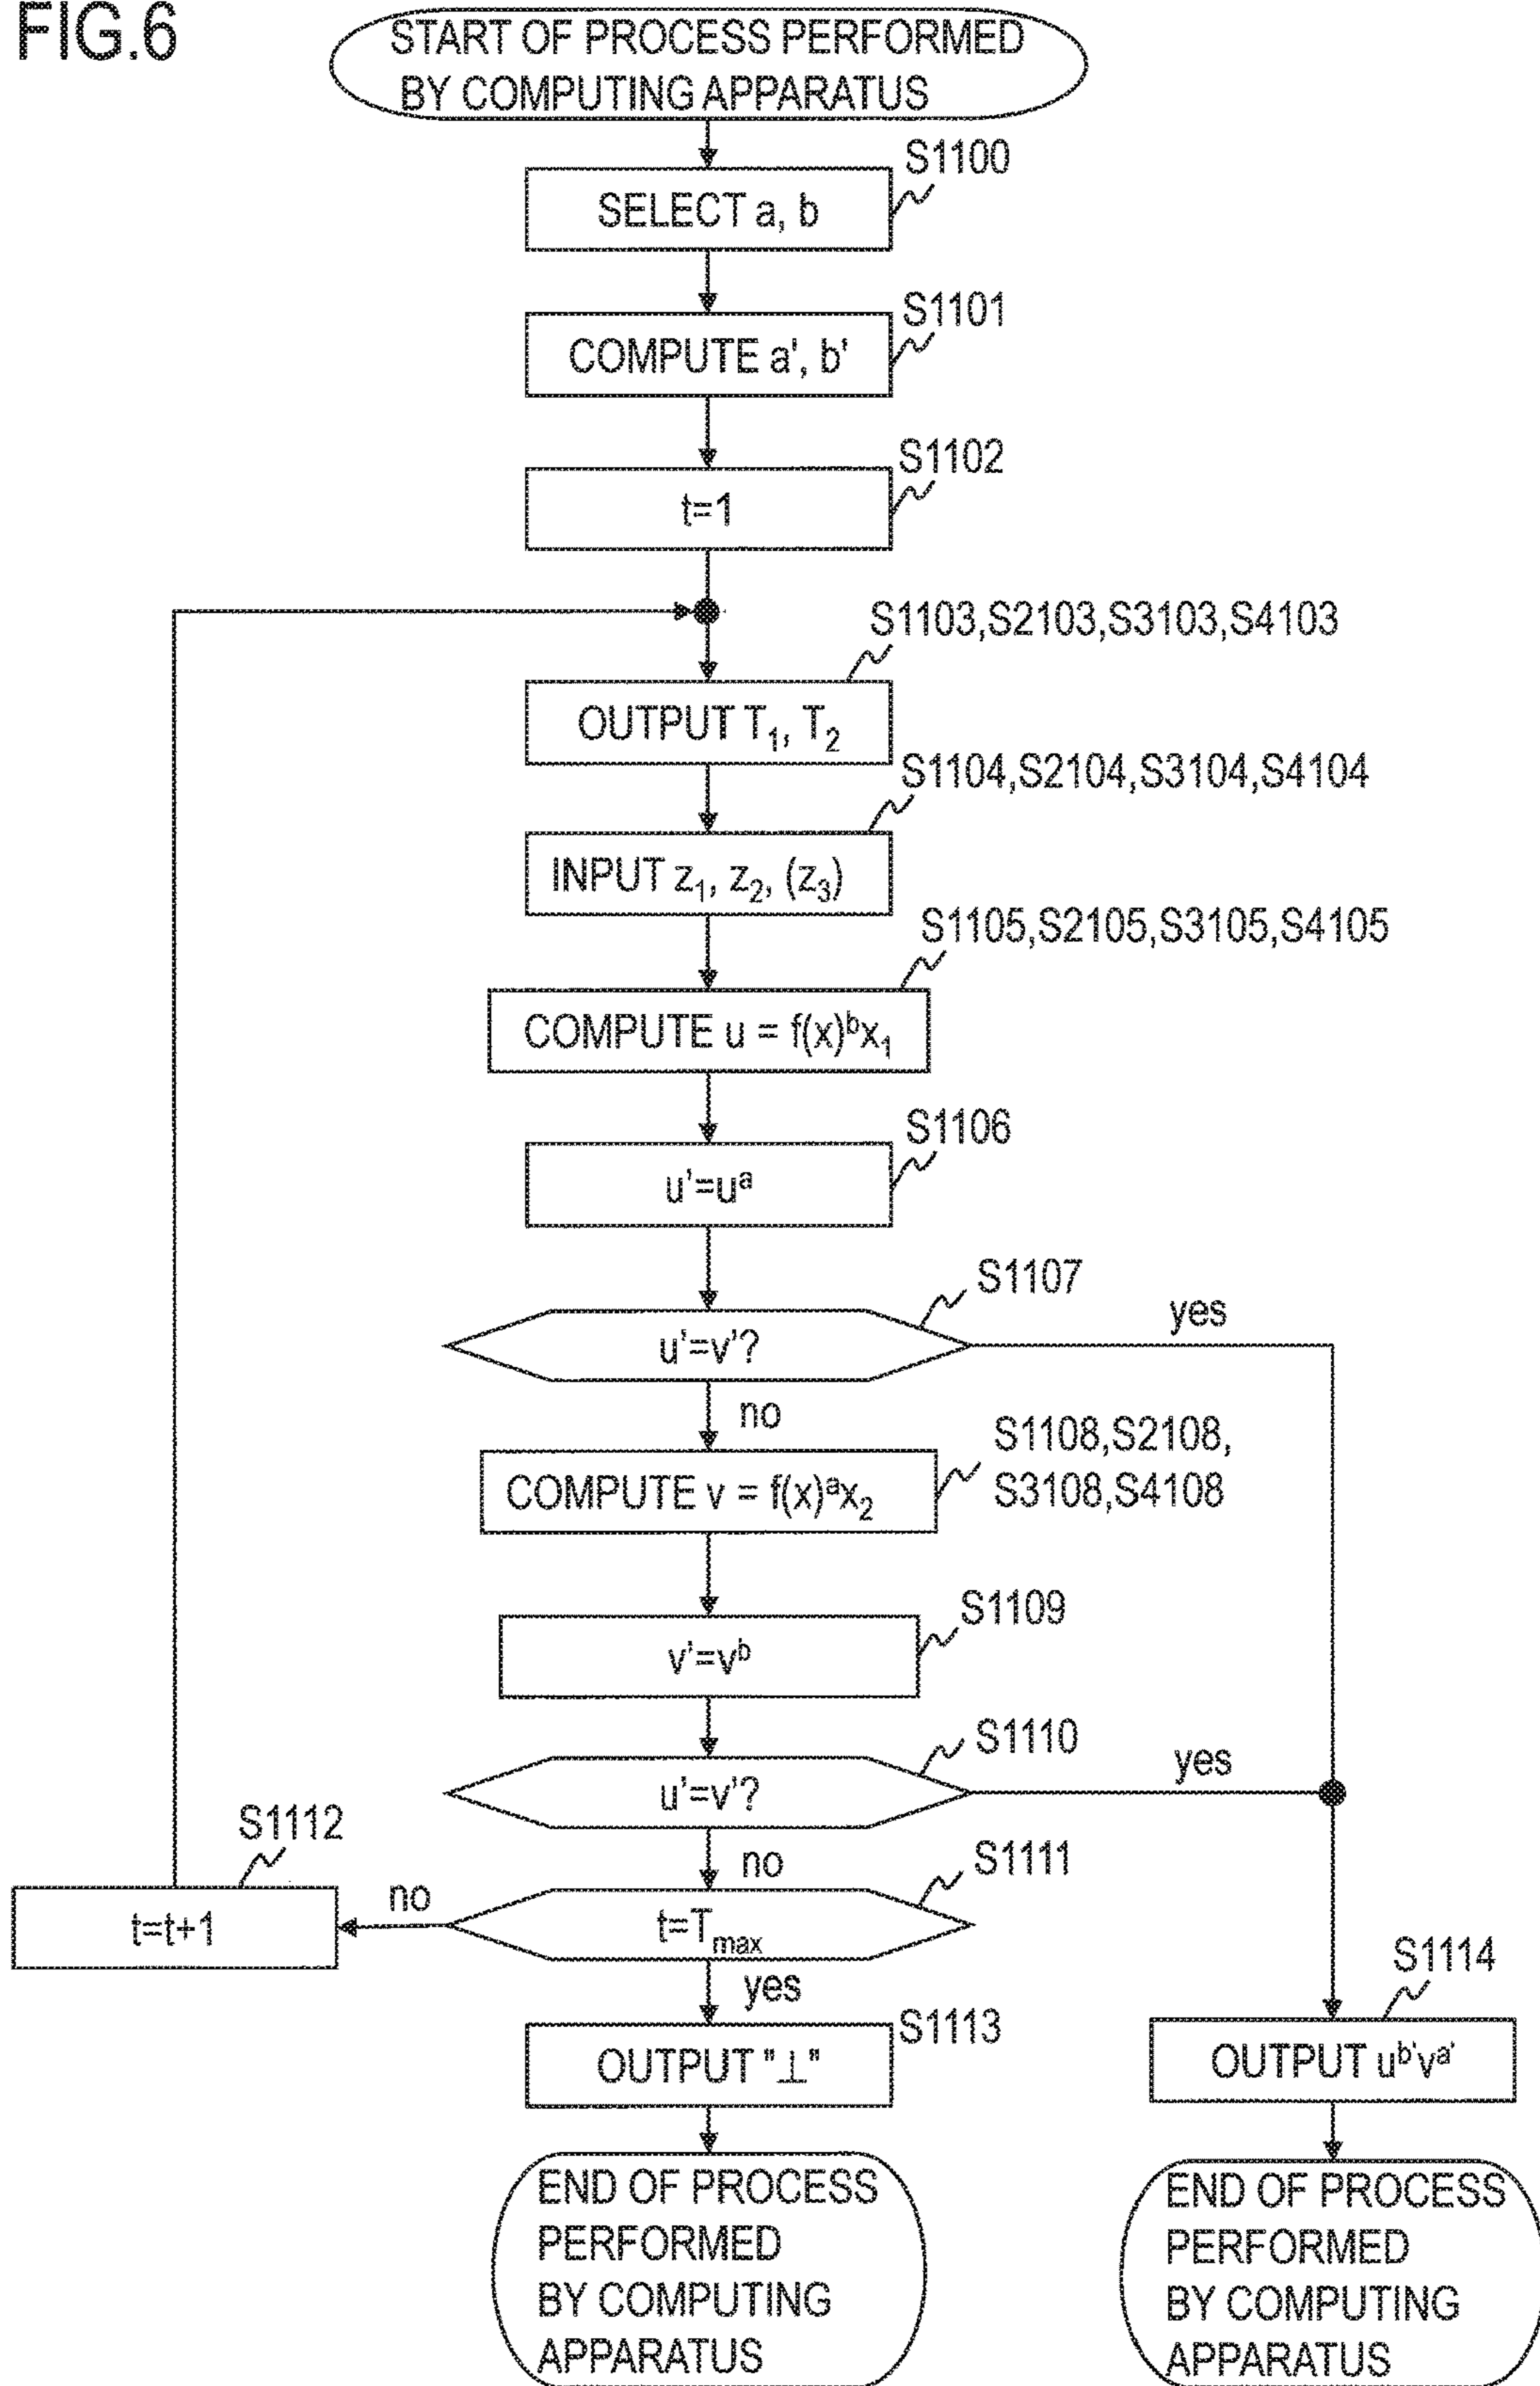 FIG.6
START OF PROCESS PERFORMED
BY COMPUTING APPARATUS
S1100
SELECT a, b
S1101
COMPUTE a', b'
S1102
t=1
S1103,S2103,S3103,S4103
OUTPUT T₁, T₂
S1104,S2104,S3104,S4104
INPUT z₁, z₂, (z₃)
S1105,S2105,S3105,S4105
COMPUTE u = f(x)ᵇx₁
S1106
u'=uᵃ
S1107
u'=v'?
yes
no
S1108,S2108,
S3108,S4108
COMPUTE v = f(x)ᵃx₂
S1109
v'=vᵇ
S1110
u'=v'?
yes
no
S1111
t=Tmax
no
S1112
t=t+1
yes
S1113
OUTPUT "⊥"
S1114
OUTPUT uᵇ'vᵃ'
END OF PROCESS
PERFORMED
BY COMPUTING
APPARATUS
END OF PROCESS
PERFORMED
BY COMPUTING
APPARATUS